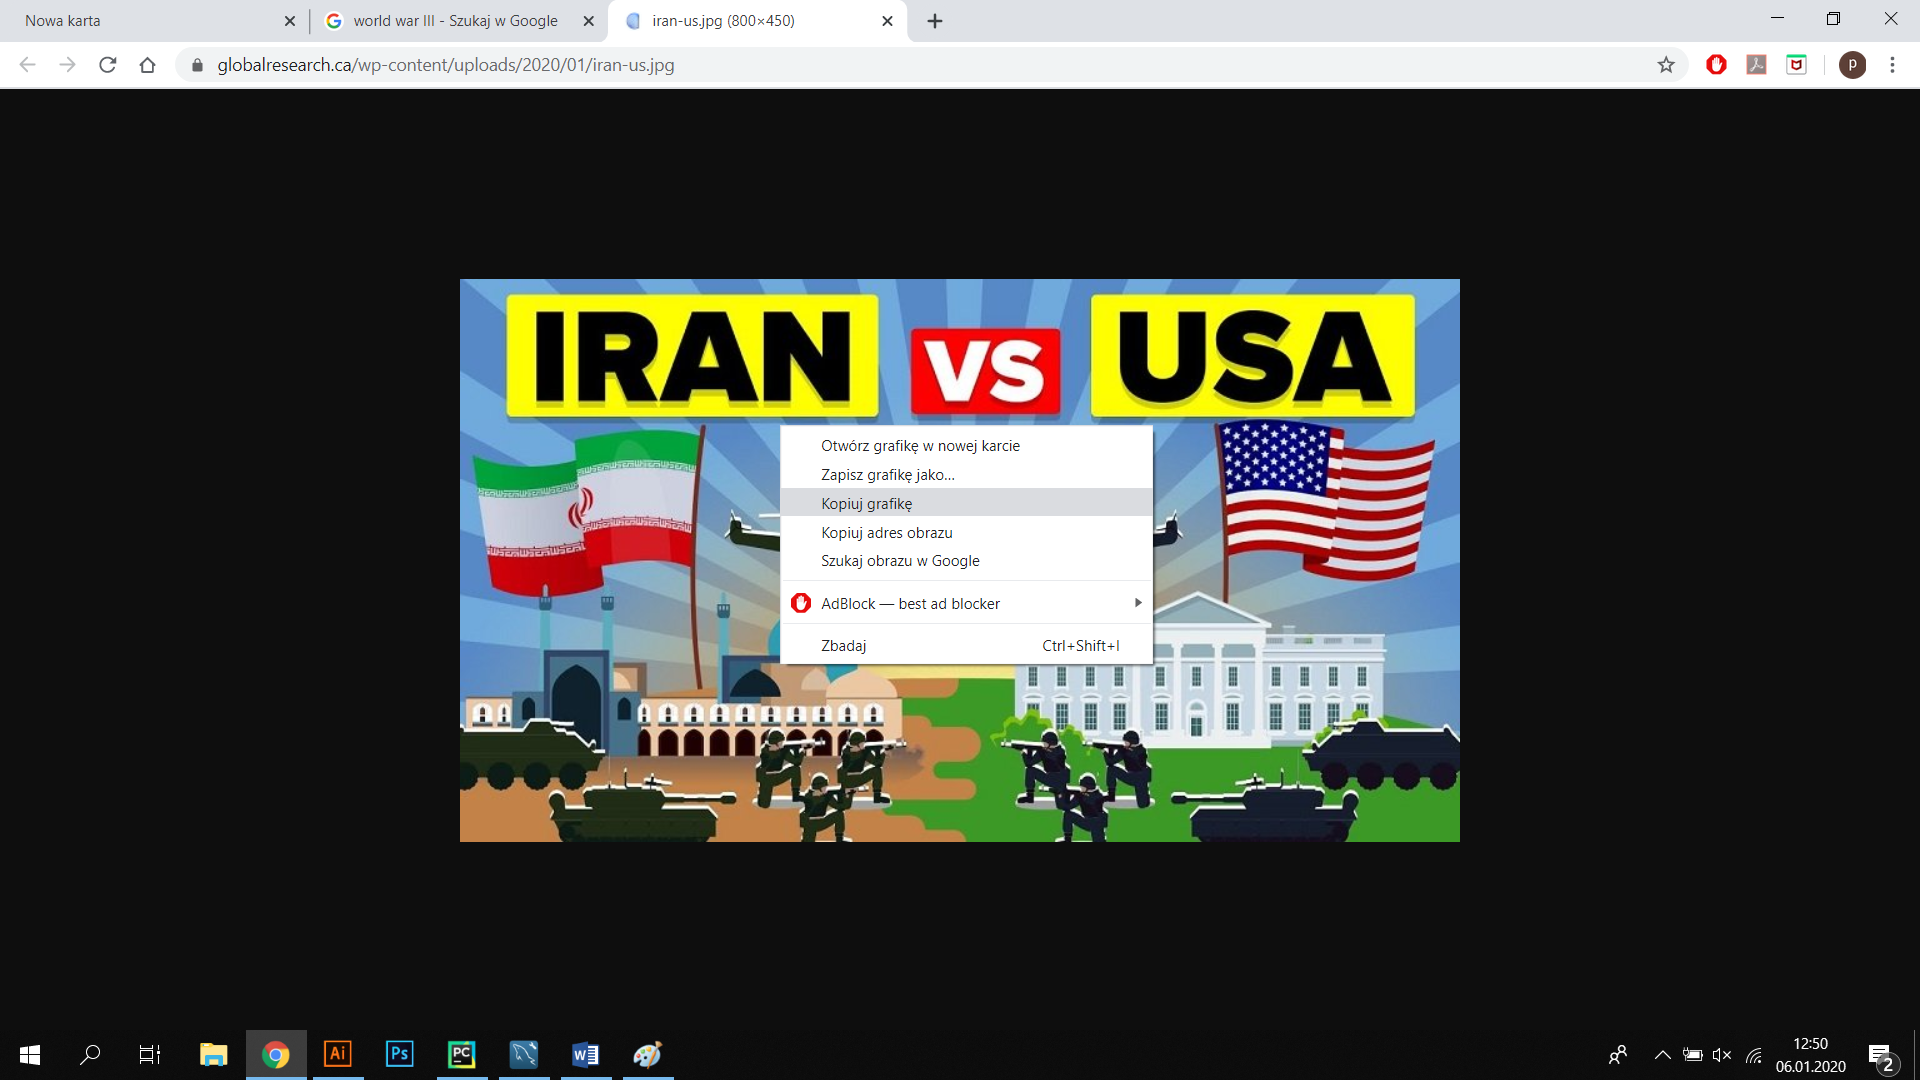 Nowa karta
world war III - Szukaj w Google
iran-us.jpg (800×450)
globalresearch.ca/wp-content/uploads/2020/01/iran-us.jpg
p
IRAN VS USA
Otwórz grafikę w nowej karcie
Zapisz grafikę jako...
Kopiuj grafikę
Kopiuj adres obrazu
Szukaj obrazu w Google
AdBlock — best ad blocker
Zbadaj Ctrl+Shift+I
Ai
Ps
PC
W
12:50
06.01.2020
2